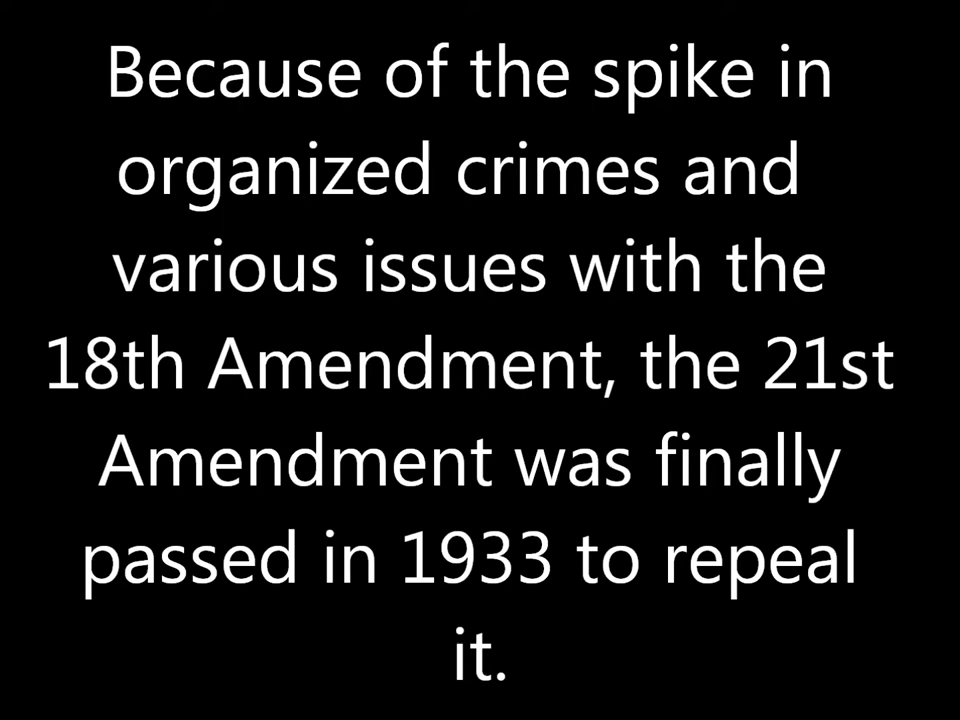 Because of the spike in
organized crimes and
various issues with the
18th Amendment, the 21st
Amendment was finally
passed in 1933 to repeal
it.